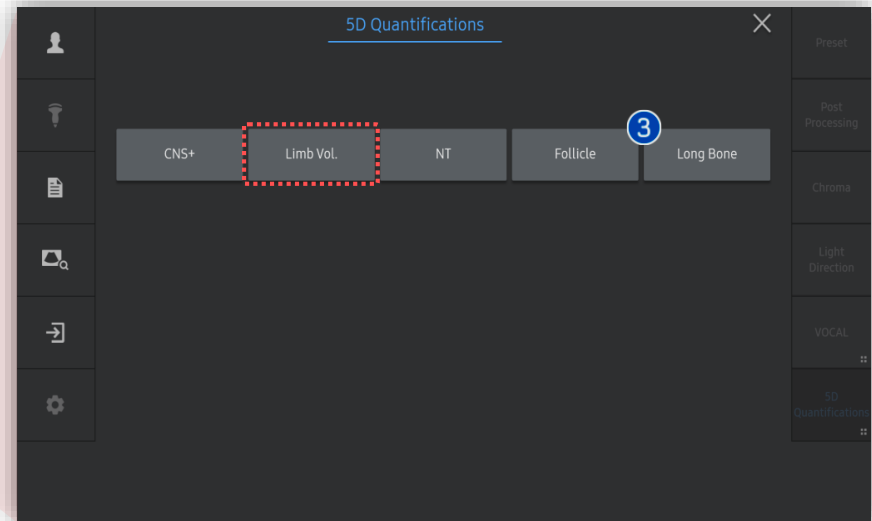 5D Quantifications
Preset
Post
Processing
3
CNS+
Limb Vol.
NT
Follicle
Long Bone
Chroma
Light
Direction
VOCAL
5D
Quantifications